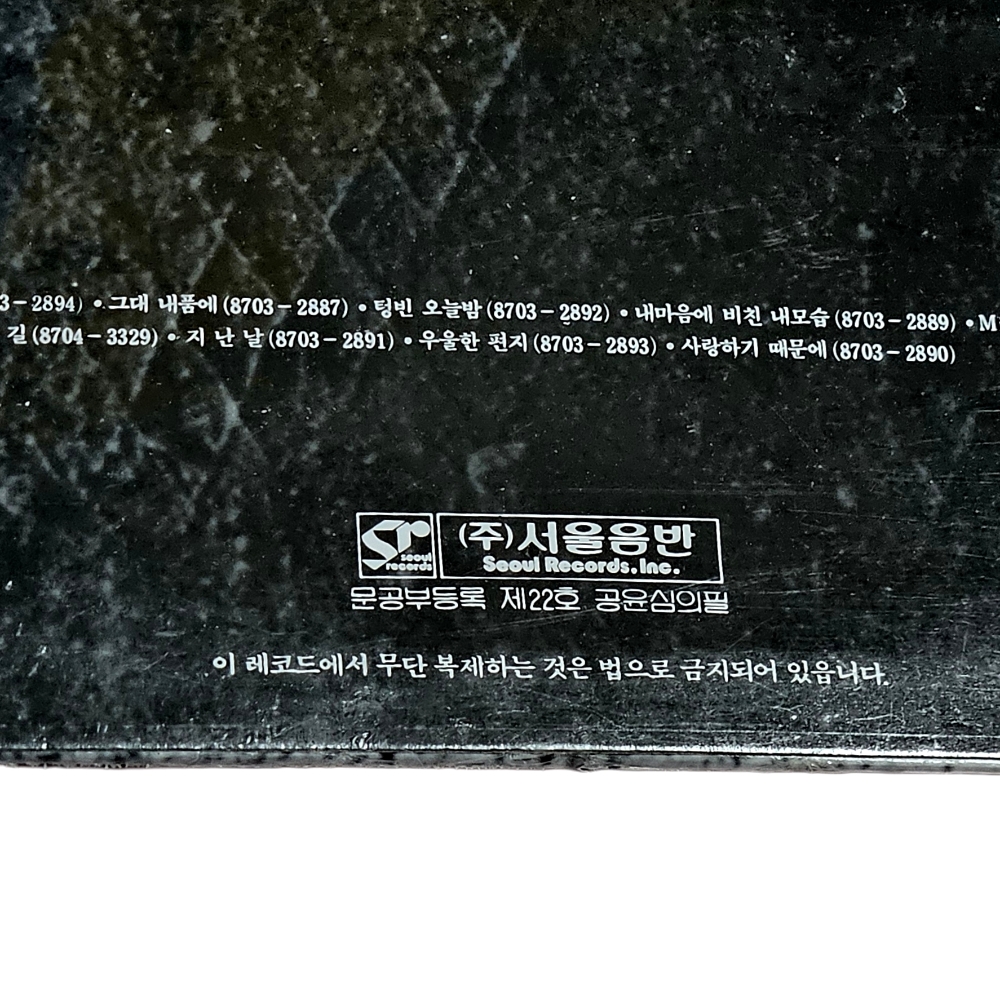 3－2894) • 그대 내품에 (8703－2887) • 텅빈 오늘밤 (8703－2892) • 내마음에 비친 내모습 (8703－2889) • M
길 (8704－3329) • 지 난 날 (8703－2891) • 우울한 편지 (8703－2893) • 사랑하기 때문에 (8703－2890)
sr seoul records
(주)서울음반
Seoul Records.Inc.
문공부등록 제22호 공윤심의필
이 레코드에서 무단 복제하는 것은 법으로 금지되어 있읍니다.